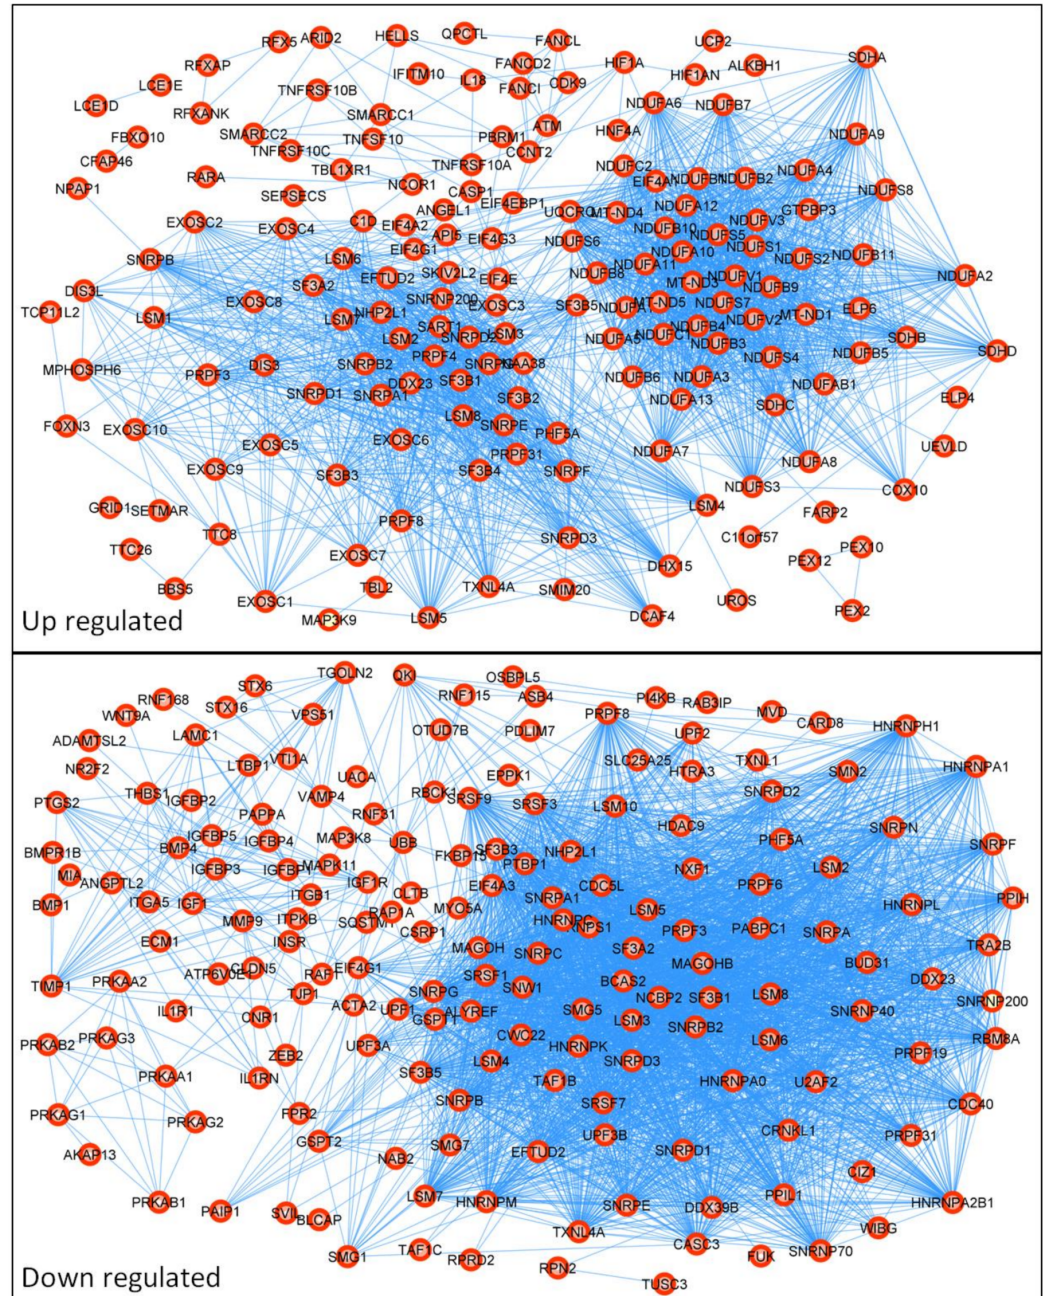 RFX5 ARID2 HELLS QPCTL FANCL UCP2
SDHA
RFXAP IFITM10 FANCD2 HIF1A ALKBH1
LCE1E IL18 CDK9 HIF1AN
LCE1D TNFRSF10B FANCI NDUFA6 NDUFB7
RFXANK SMARCC1
FBXO10 SMARCC2 TNFSF10 PBRM1 ATM HNF4A NDUFA9
CFAP46 TNFRSF10C CCNT2
TBL1XR1 TNFRSF10A NDUFC2 NDUFA4
NPAP1 RARA NCOR1 CASP1 NDUFB2 NDUFS8
SEPSECS ANGEL1 EIF4EBP1 NDUFA12 GTPBP3
EXOSC2 EXOSC4 C1D EIF4A2 MT-ND4 NDUFV3
API5 EIF4G3 NDUFS6 NDUFB10 NDUFS5
EIF4G1 NDUFA10 NDUFS1 NDUFB11
SNRPB LSM6 SKIV2L2 NDUFB8 NDUFA11 NDUFS2
EFTUD2 EIF4E MT-ND3 NDUFV1 NDUFA2
DIS3L SF3A2 NDUFB9
EXOSC8 SNRNP200 EXOSC3 SF3B5 MT-ND5 NDUFS7
TCP11L2 LSM1 NHP2L1 MT-ND1 ELP6
LSM7 SART1 LSM3 NDUFB4 NDUFV2
LSM2 SNRPD2 NDUFA5 NDUFB3 SDHB
PRPF4 SDHD
MPHOSPH6 PRPF3 DIS3 SNRPB2 NAA38 NDUFS4 NDUFB5
DDX23 SF3B1 NDUFB6 NDUFA3 NDUFAB1
SNRPD1 SNRPA1 SF3B2 NDUFA13 SDHC ELP4
LSM8 SNRPE
FOXN3 EXOSC10 EXOSC5 EXOSC6 PHF5A UEVLD
PRPF31 NDUFA7 NDUFA8
EXOSC9 SF3B3 SF3B4 SNRPF NDUFS3 COX10
GRID1 SETMAR LSM4 FARP2
PRPF8
TTC8 SNRPD3 C11orf57
TTC26 EXOSC7 PEX12 PEX10
DHX15
BBS5 TBL2 TXNL4A SMIM20
EXOSC1 UROS PEX2
MAP3K9 LSM5 DCAF4
Up regulated
TGOLN2 QKI OSBPL5
STX6 RNF115 ASB4 PI4KB RAB3IP
RNF168 STX16 MVD
WNT9A VPS51 PRPF8 CARD8 HNRNPH1
ADAMTSL2 LAMC1 OTUD7B PDLIM7 UPF2
NR2F2 LTBP1 VTI1A SLC25A25 TXNL1 HNRNPA1
UACA EPPK1 HTRA3 SMN2
PTGS2 THBS1 IGFBP2 VAMP4 RBCK1 SRSF9 SRSF3 LSM10 SNRPD2
PAPPA RNF31
BMPR1B BMP4 IGFBP5 IGFBP4 MAP3K8 UBB HDAC9 PHF5A SNRPN SNRPF
MIA IGFBP3 MAPK11 FKBP15 SF3B3 PTBP1 NHP2L1 NXF1 LSM2
ANGPTL2 IGF1R EIF4A3 CDC5L PRPF6
BMP1 ITGA5 IGF1 ITGB1 CLTB SNRPA1 HNRNPL PPIH
MMP9 ITPKB RAP1A MYO5A HNRNPC LSM5
SQSTM1 PRPF3 PABPC1 SNRPA
ECM1 INSR CSRP1 MAGOH SNRPC SF3A2 TRA2B
CLDN5 RAF1 EIF4G1 MAGOHB BUD31
TIMP1 PRKAA2 ATP6V0E1 SRSF1 SNW1 BCAS2 DDX23
TJP1 SNRPG NCBP2 SF3B1 LSM8 SNRNP200
IL1R1 CNR1 ACTA2 UPF1 ALYREF SMG5 SNRNP40
GSPT1 LSM3 SNRPB2
PRKAB2 PRKAG3 ZEB2 UPF3A CWC22 HNRNPK LSM6 RBM8A
LSM4 SNRPD3 PRPF19
PRKAA1 IL1RN SF3B5 TAF1B HNRNPA0 U2AF2
PRKAG1 PRKAG2 FPR2 SNRPB SRSF7 CDC40
GSPT2 UPF3B CRNKL1 PRPF31
AKAP13 NAB2 SMG7 EFTUD2 SNRPD1
CIZ1
PRKAB1 PAIP1 SVIL LSM7 HNRNPM SNRPE DDX39B PPIL1 HNRNPA2B1
BLCAP TXNL4A WIBG
SMG1 TAF1C RPRD2 CASC3 FUK SNRNP70
RPN2
TUSC3
Down regulated